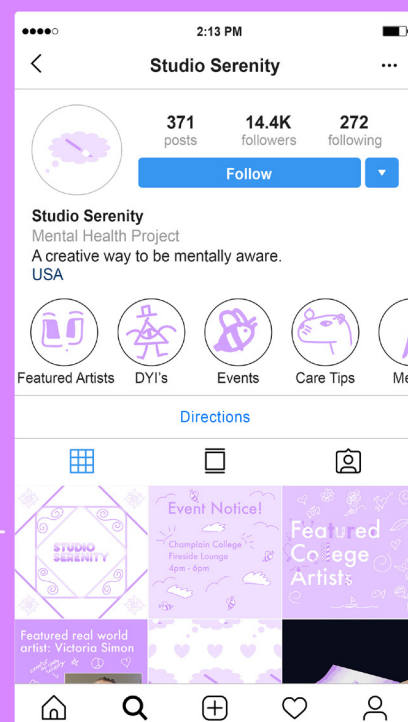 2:13 PM
Studio Serenity
371 14.4K 272
posts followers following
Follow
Studio Serenity
Mental Health Project
A creative way to be mentally aware.
USA
Featured Artists DYI's Events Care Tips Me
Directions
STUDIO
SERENITY
Event Notice!
Champlain College
Fireside Lounge
4pm - 6pm
Featured
College
Artists
Featured real world
artist: Victoria Simon